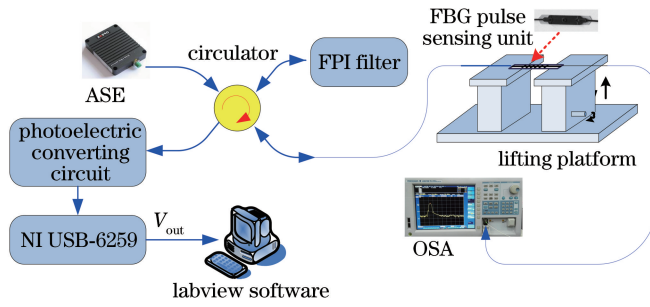 FBG pulse
sensing unit
circulator
FPI filter
ASE
photoelectric
converting
circuit
lifting platform
NI USB-6259
Vout
OSA
labview software